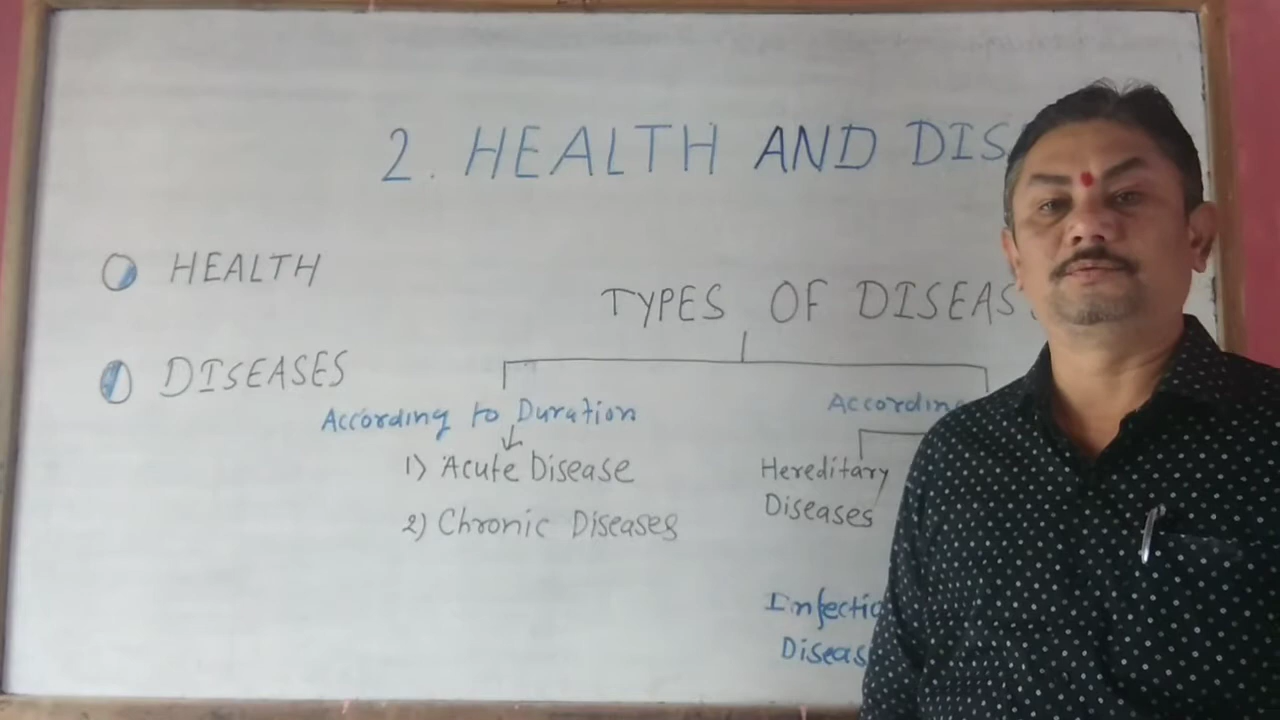 2. HEALTH AND DIS
HEALTH
TYPES OF DISEAS
DISEASES
According to Duration
According
1) Acute Disease
2) Chronic Diseases
Hereditary
Diseases
Infectio
Diseas